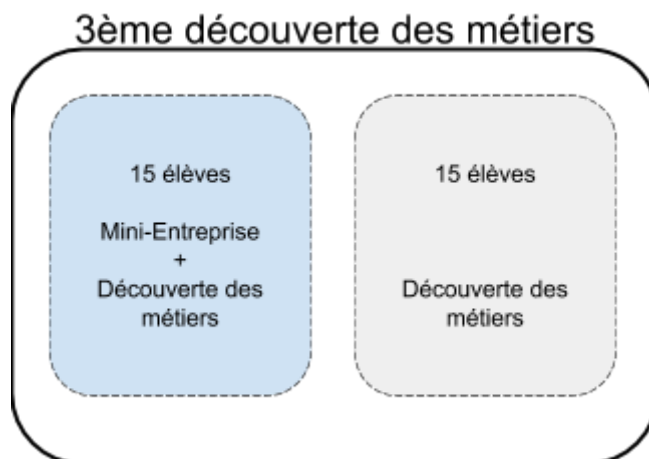 3ème découverte des métiers
15 élèves
Mini-Entreprise
+
Découverte des
métiers
15 élèves
Découverte des
métiers